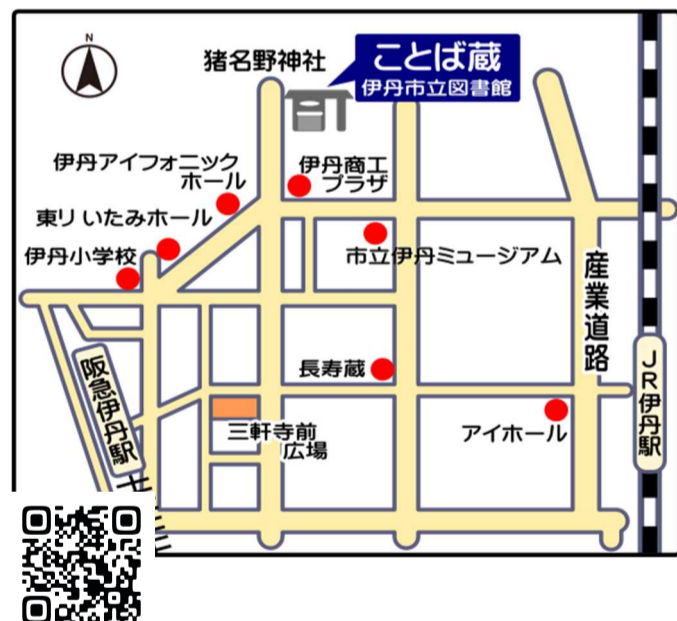 N
猪名野神社
ことば蔵
伊丹市立図書館
伊丹アイフォニック
ホール
伊丹商工
プラザ
東リ いたみホール
伊丹小学校
市立伊丹ミュージアム
産業道路
阪急伊丹駅
長寿蔵
JR伊丹駅
三軒寺前
広場
アイホール